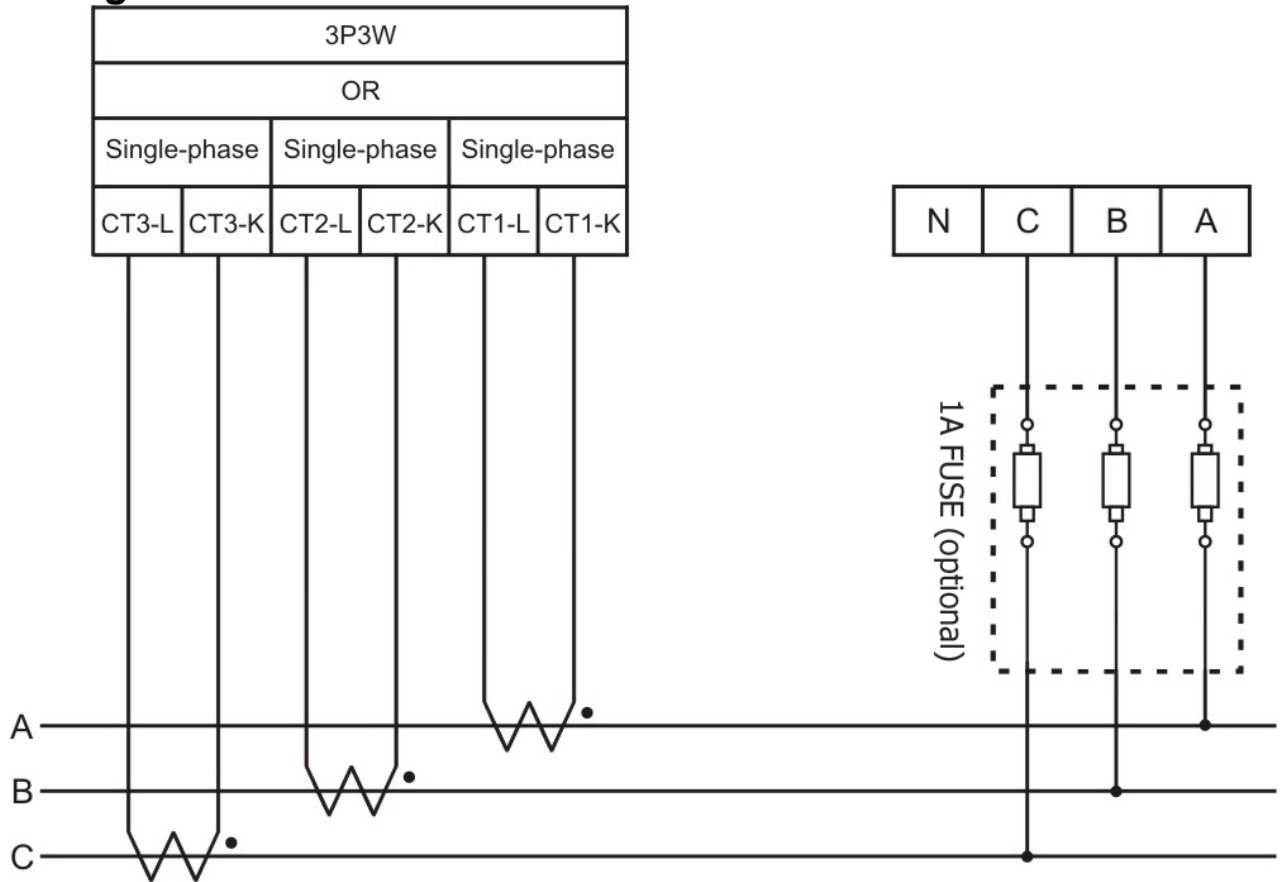 3P3W
OR
Single-phase Single-phase Single-phase
CT3-L CT3-K CT2-L CT2-K CT1-L CT1-K
N C B A
1A FUSE (optional)
A
B
C